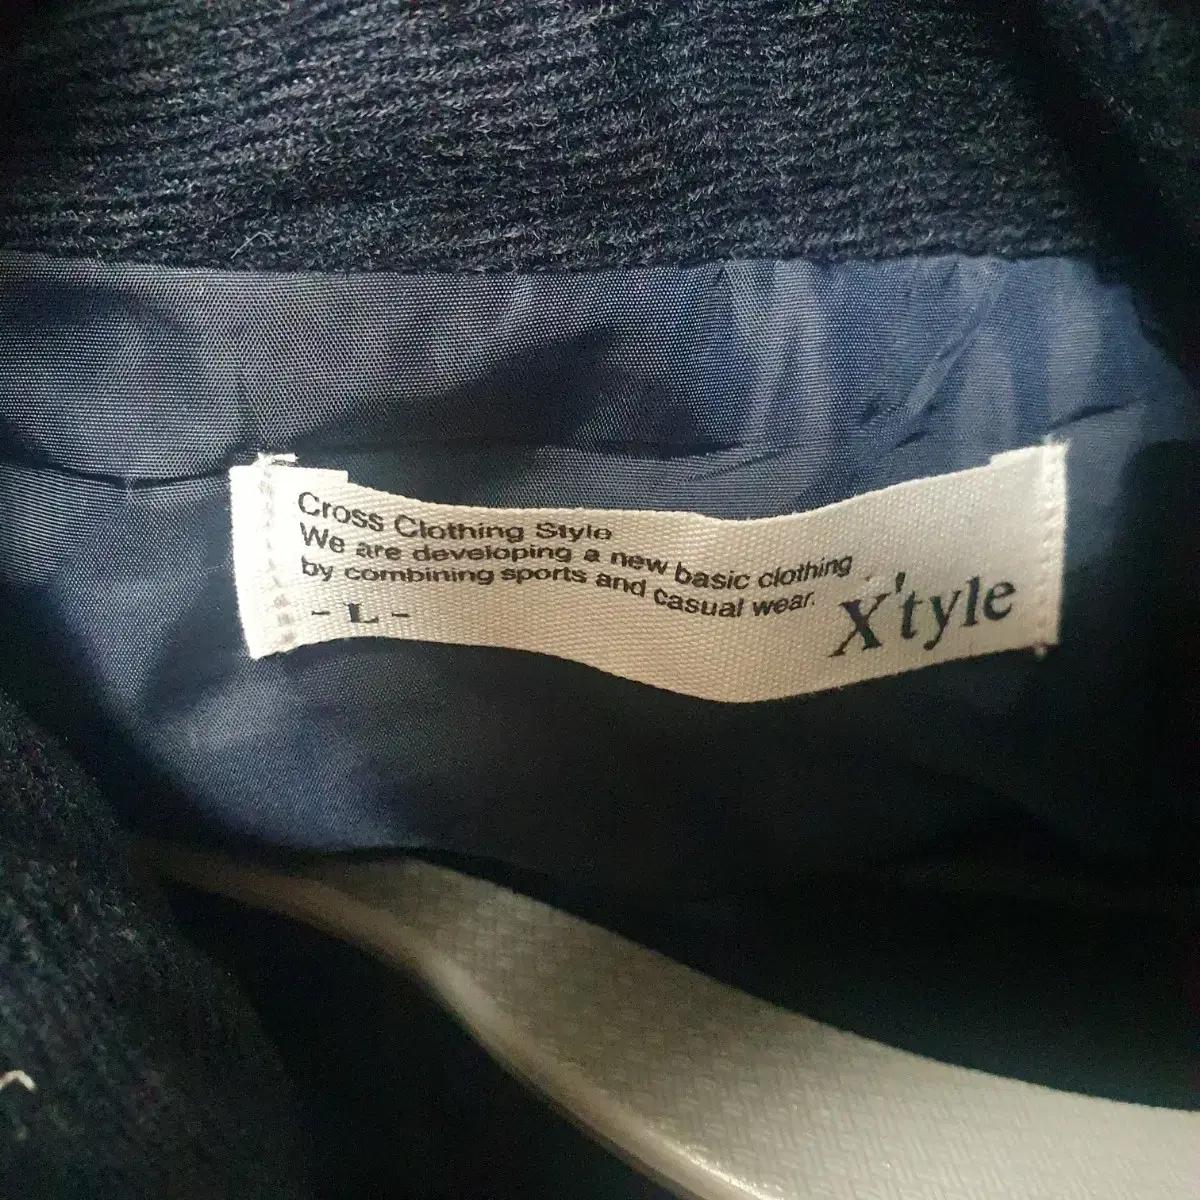 Cross Clothing Style
We are developing a new basic clothing
by combining sports and casual wear.
- L -
X'tyle